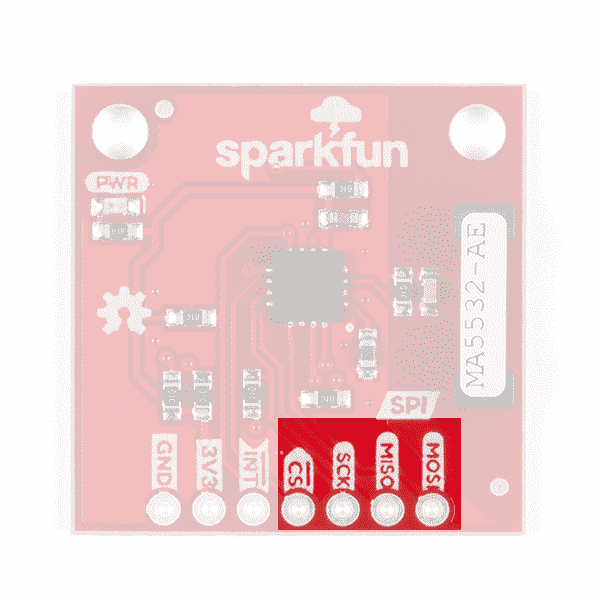 sparkfun
PWR
MA5532-AE
SPI
GND
3V3
INT
CS
SCK
MISO
MOSI